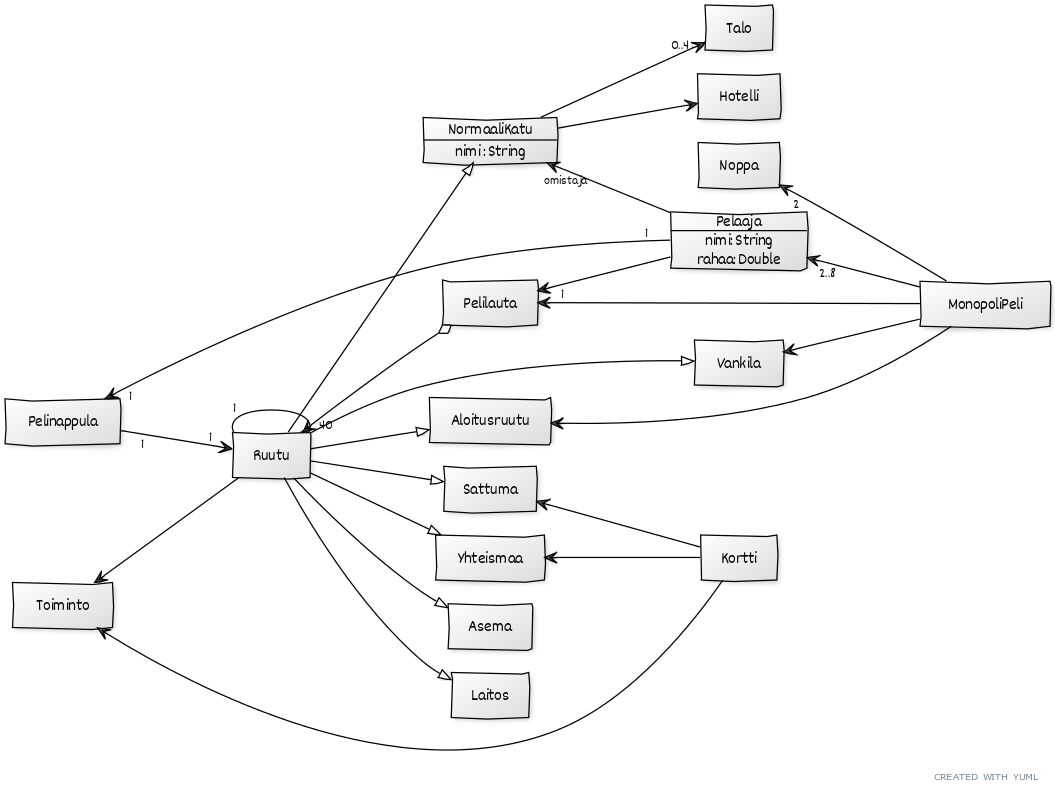 Talo
0..4
Hotelli
NormaaliKatu
nimi: String
Noppa
omistaja
2
Pelaaja
nimi: String
rahaa: Double
1
2..8
Pelilauta
1
MonopoliPeli
Vankila
1
Pelinappula
1
1
1
40
Aloitusruutu
Ruutu
Sattuma
Yhteismaa
Kortti
Toiminto
Asema
Laitos
CREATED WITH YUML